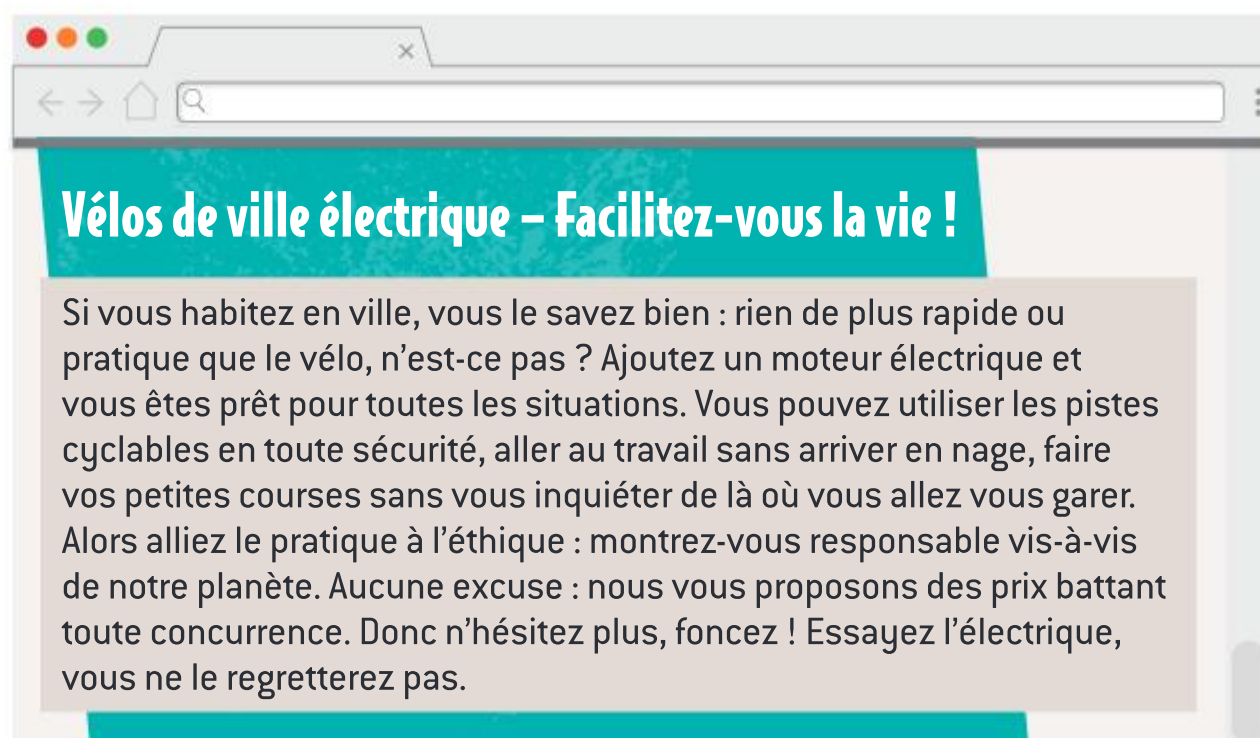 Vélos de ville électrique – Facilitez-vous la vie !
Si vous habitez en ville, vous le savez bien : rien de plus rapide ou
pratique que le vélo, n'est-ce pas ? Ajoutez un moteur électrique et
vous êtes prêt pour toutes les situations. Vous pouvez utiliser les pistes
cyclables en toute sécurité, aller au travail sans arriver en nage, faire
vos petites courses sans vous inquiéter de là où vous allez vous garer.
Alors alliez le pratique à l'éthique : montrez-vous responsable vis-à-vis
de notre planète. Aucune excuse : nous vous proposons des prix battant
toute concurrence. Donc n'hésitez plus, foncez ! Essayez l'électrique,
vous ne le regretterez pas.